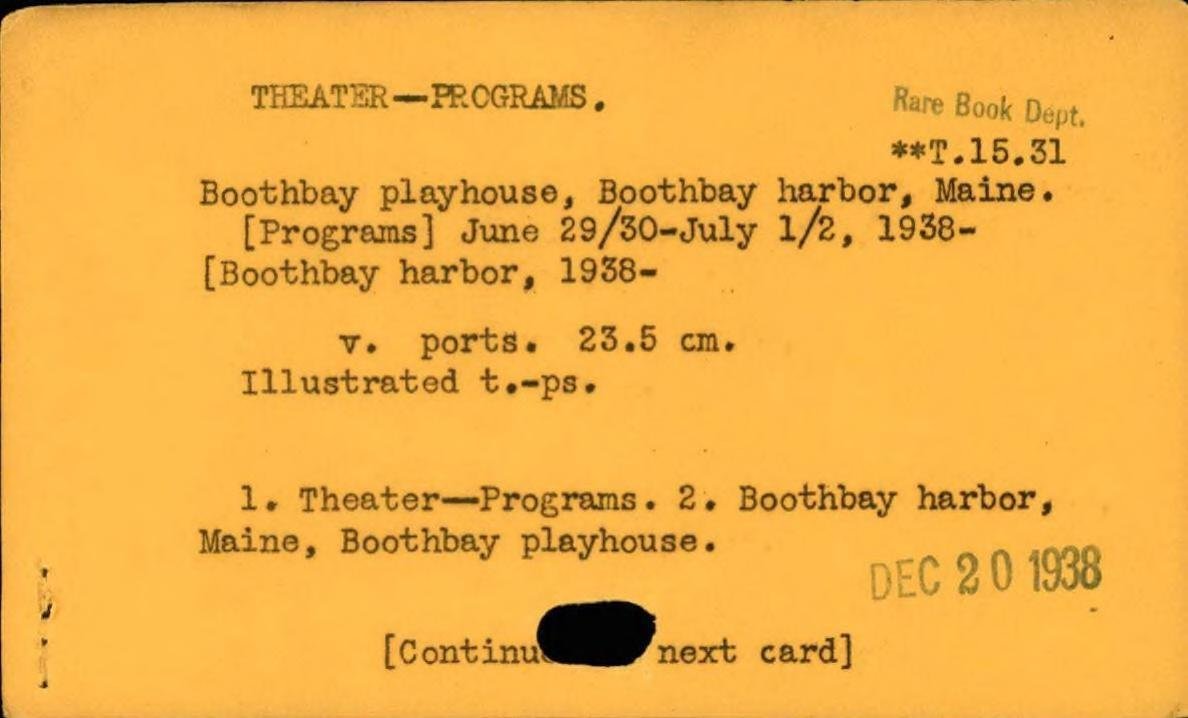 THEATER—PROGRAMS.
Rare Book Dept.
**T.15.31
Boothbay playhouse, Boothbay harbor, Maine.
[Programs] June 29/30-July 1/2, 1938-
[Boothbay harbor, 1938-
v. ports. 23.5 cm.
Illustrated t.-ps.
1. Theater—Programs. 2. Boothbay harbor,
Maine, Boothbay playhouse.
DEC 20 1938
[Continu next card]